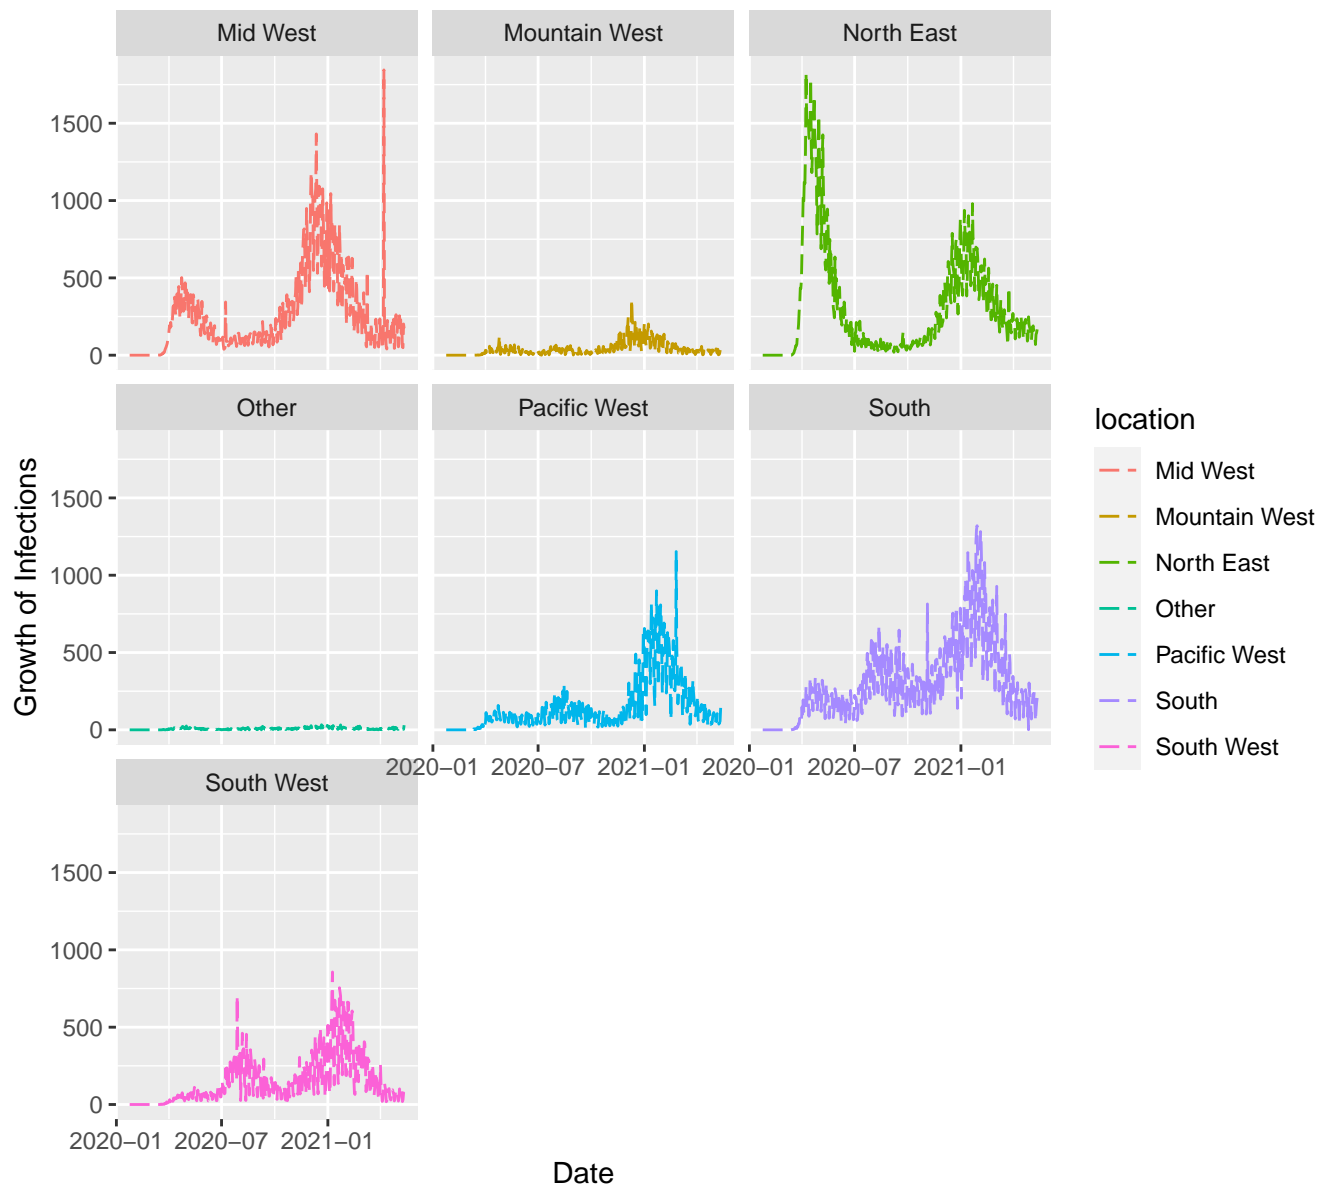 Mid West
Mountain West
North East
1500
1000
500
0
Other
Pacific West
South
1500
1000
500
0
2020−01
2020−07
2021−01
2020−01
2020−07
2021−01
South West
1500
1000
500
0
2020−01
2020−07
2021−01
Date
Growth of Infections
location
Mid West
Mountain West
North East
Other
Pacific West
South
South West